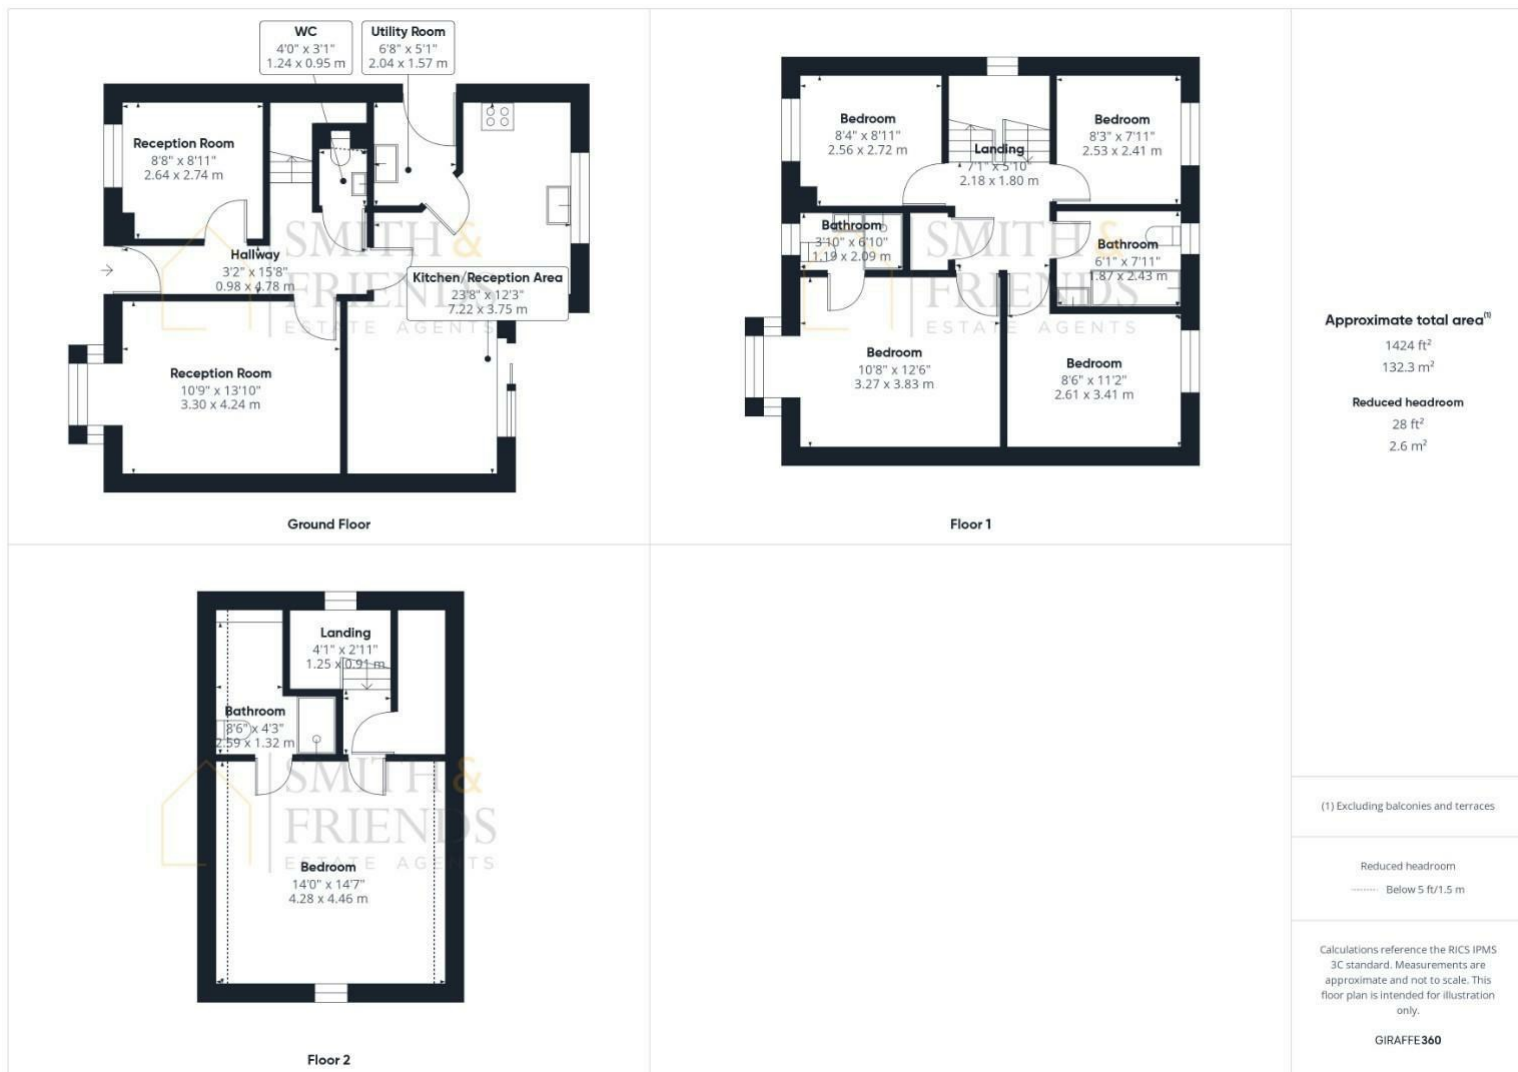 WC
4'0" x 3'1"
1.24 x 0.95 m
Utility Room
6'8" x 5'1"
2.04 x 1.57 m
Reception Room
8'8" x 8'11"
2.64 x 2.74 m
Hallway
3'2" x 15'8"
0.98 x 4.78 m
Kitchen/Reception Area
23'8" x 12'3"
7.22 x 3.75 m
Reception Room
10'9" x 13'10"
3.30 x 4.24 m
SMITH &
FRIENDS
ESTATE AGENTS
Ground Floor
Bedroom
8'4" x 8'11"
2.56 x 2.72 m
Landing
7'1" x 5'10"
2.18 x 1.80 m
Bedroom
8'3" x 7'11"
2.53 x 2.41 m
Bathroom
3'10" x 6'10"
1.19 x 2.09 m
Bathroom
6'1" x 7'11"
1.87 x 2.43 m
Bedroom
10'8" x 12'6"
3.27 x 3.83 m
Bedroom
8'6" x 11'2"
2.61 x 3.41 m
SMITH &
FRIENDS
ESTATE AGENTS
Floor 1
Landing
4'1" x 2'11"
1.25 x 0.91 m
Bathroom
8'6" x 4'3"
2.59 x 1.32 m
Bedroom
14'0" x 14'7"
4.28 x 4.46 m
SMITH &
FRIENDS
ESTATE AGENTS
Floor 2
Approximate total area(1)
1424 ft²
132.3 m²
Reduced headroom
28 ft²
2.6 m²
(1) Excluding balconies and terraces
Reduced headroom
Below 5 ft/1.5 m
Calculations reference the RICS IPMS
3C standard. Measurements are
approximate and not to scale. This
floor plan is intended for illustration
only.
GIRAFFE360